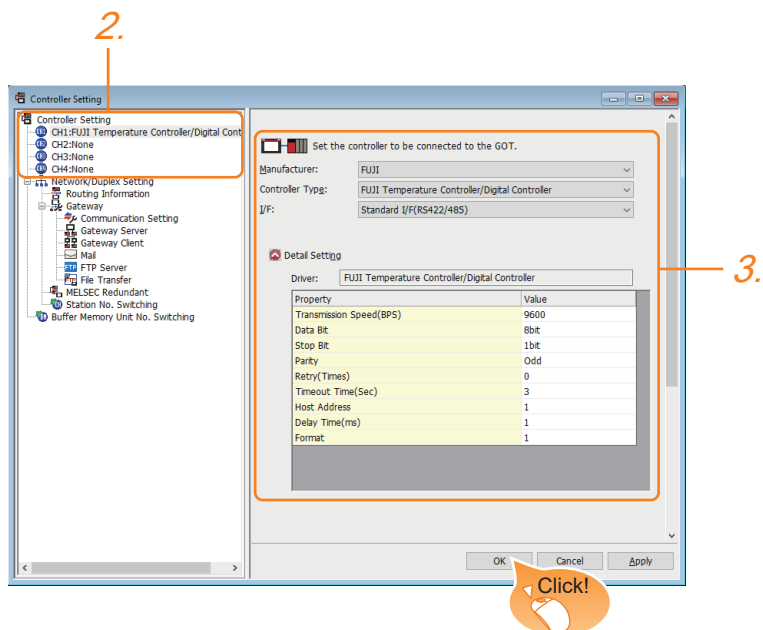 2.
Controller Setting
Controller Setting
CH1:FUJI Temperature Controller/Digital Cont
CH2:None
CH3:None
CH4:None
Network/Duplex Setting
Routing Information
Gateway
Communication Setting
Gateway Server
Gateway Client
Mail
FTP Server
File Transfer
MELSEC Redundant
Station No. Switching
Buffer Memory Unit No. Switching
Set the controller to be connected to the GOT.
Manufacturer: FUJI
Controller Type: FUJI Temperature Controller/Digital Controller
I/F: Standard I/F(RS422/485)
Detail Setting
Driver: FUJI Temperature Controller/Digital Controller
Property Value
Transmission Speed(BPS) 9600
Data Bit 8bit
Stop Bit 1bit
Parity Odd
Retry(Times) 0
Timeout Time(Sec) 3
Host Address 1
Delay Time(ms) 1
Format 1
3.
OK Cancel Apply
Click!